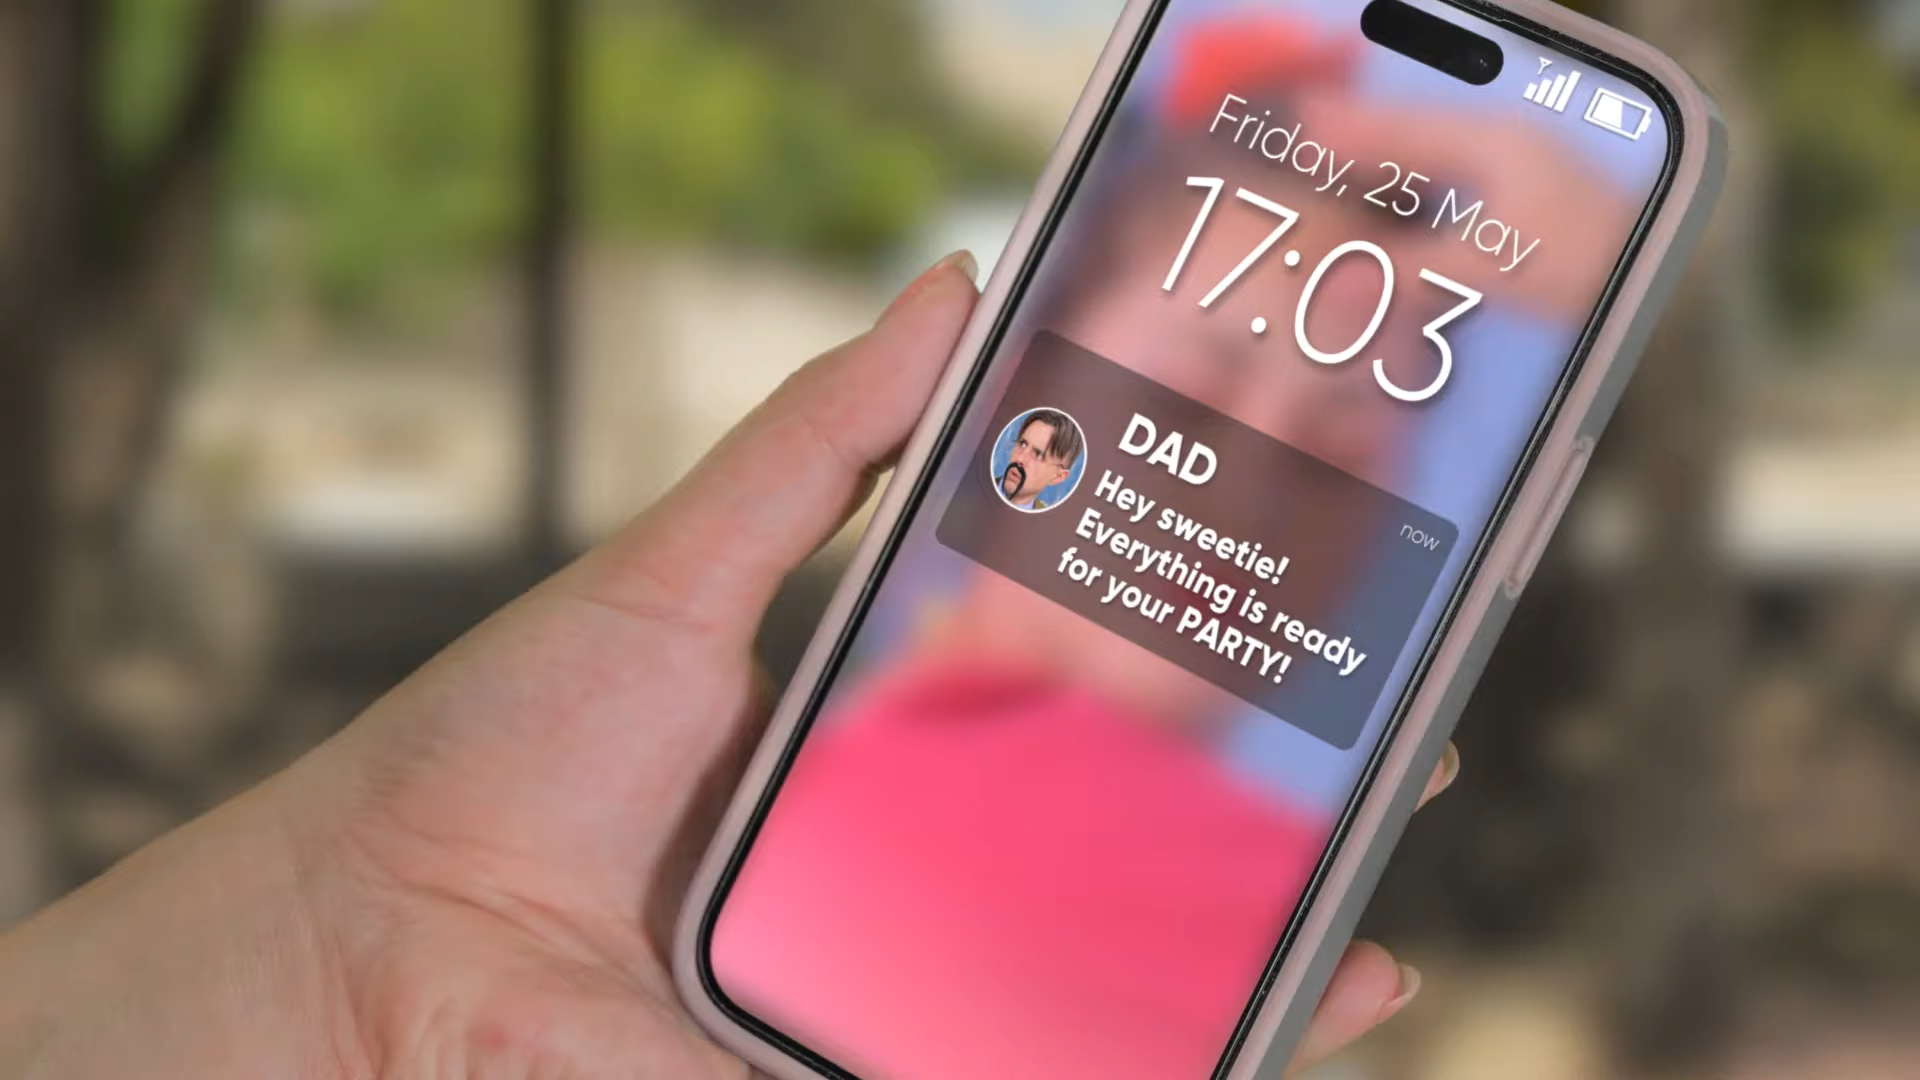 Friday, 25 May
17:03
DAD
now
Hey sweetie!
Everything is ready
for your PARTY!